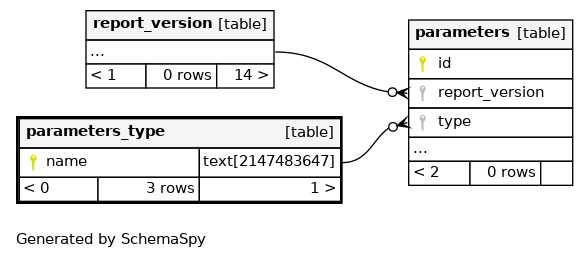 report_version [table]
...
< 1 0 rows 14 >
parameters [table]
id
report_version
type
...
< 2 0 rows
parameters_type [table]
name text[2147483647]
< 0 3 rows 1 >
Generated by SchemaSpy